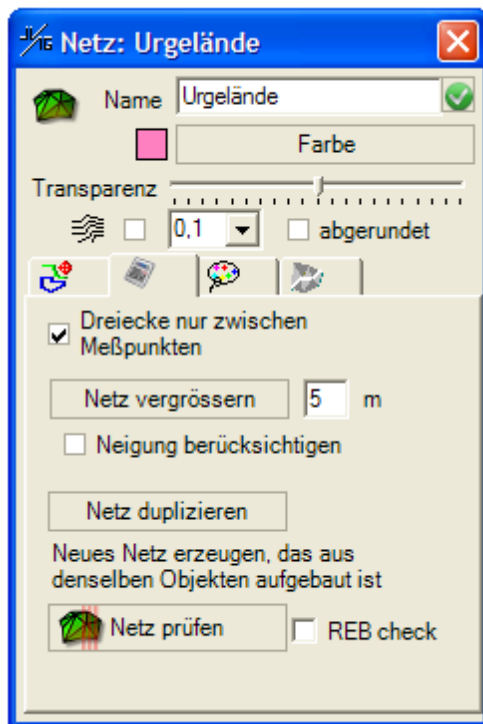 Netz: Urgelände
Name Urgelände
Farbe
Transparenz
0,1 abgerundet
Dreiecke nur zwischen
Meßpunkten
Netz vergrössern 5 m
Neigung berücksichtigen
Netz duplizieren
Neues Netz erzeugen, das aus
denselben Objekten aufgebaut ist
Netz prüfen REB check